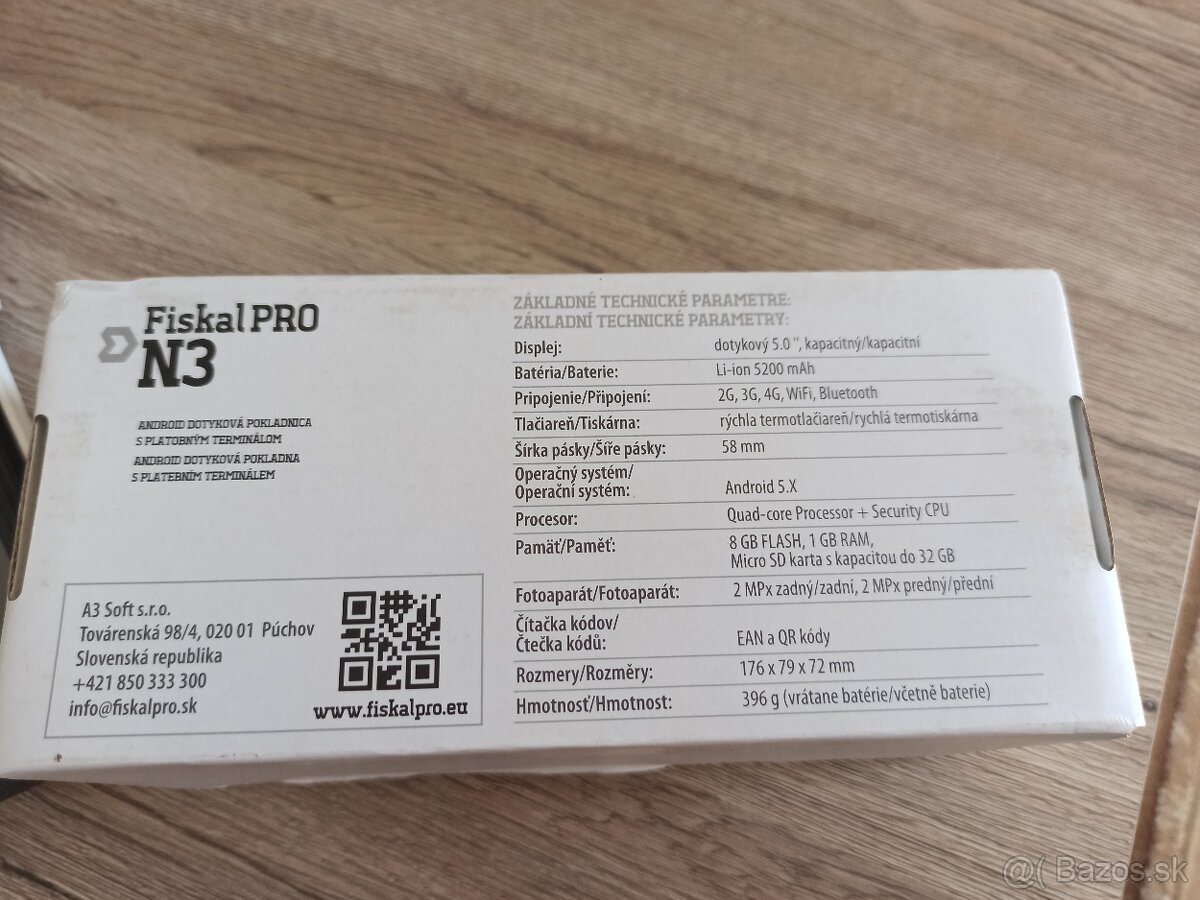 Fiskal PRO
N3
ANDROID DOTYKOVÁ POKLADNICA
S PLATOBNÝM TERMINÁLOM
ANDROID DOTYKOVÁ POKLADNA
S PLATEBNÍM TERMINÁLEM
A3 Soft s.r.o.
Továrenská 98/4, 020 01 Púchov
Slovenská republika
+421 850 333 300
info@fiskalpro.sk
www.fiskalpro.eu
ZÁKLADNÉ TECHNICKÉ PARAMETRE:
ZÁKLADNÍ TECHNICKÉ PARAMETRY:
Displej: dotykový 5.0 ", kapacitný/kapacitní
Batéria/Baterie: Li-ion 5200 mAh
Pripojenie/Připojení: 2G, 3G, 4G, WiFi, Bluetooth
Tlačiareň/Tiskárna: rýchla termotlačiareň/rychlá termotiskárna
Šírka pásky/Šíře pásky: 58 mm
Operačný systém/
Operační systém: Android 5.X
Procesor: Quad-core Processor + Security CPU
Pamäť/Paměť: 8 GB FLASH, 1 GB RAM,
Micro SD karta s kapacitou do 32 GB
Fotoaparát/Fotoaparát: 2 MPx zadný/zadní, 2 MPx predný/přední
Čítačka kódov/
Čtečka kódů: EAN a QR kódy
Rozmery/Rozměry: 176 x 79 x 72 mm
Hmotnosť/Hmotnost: 396 g (vrátane batérie/včetně baterie)
@( Bazos.sk